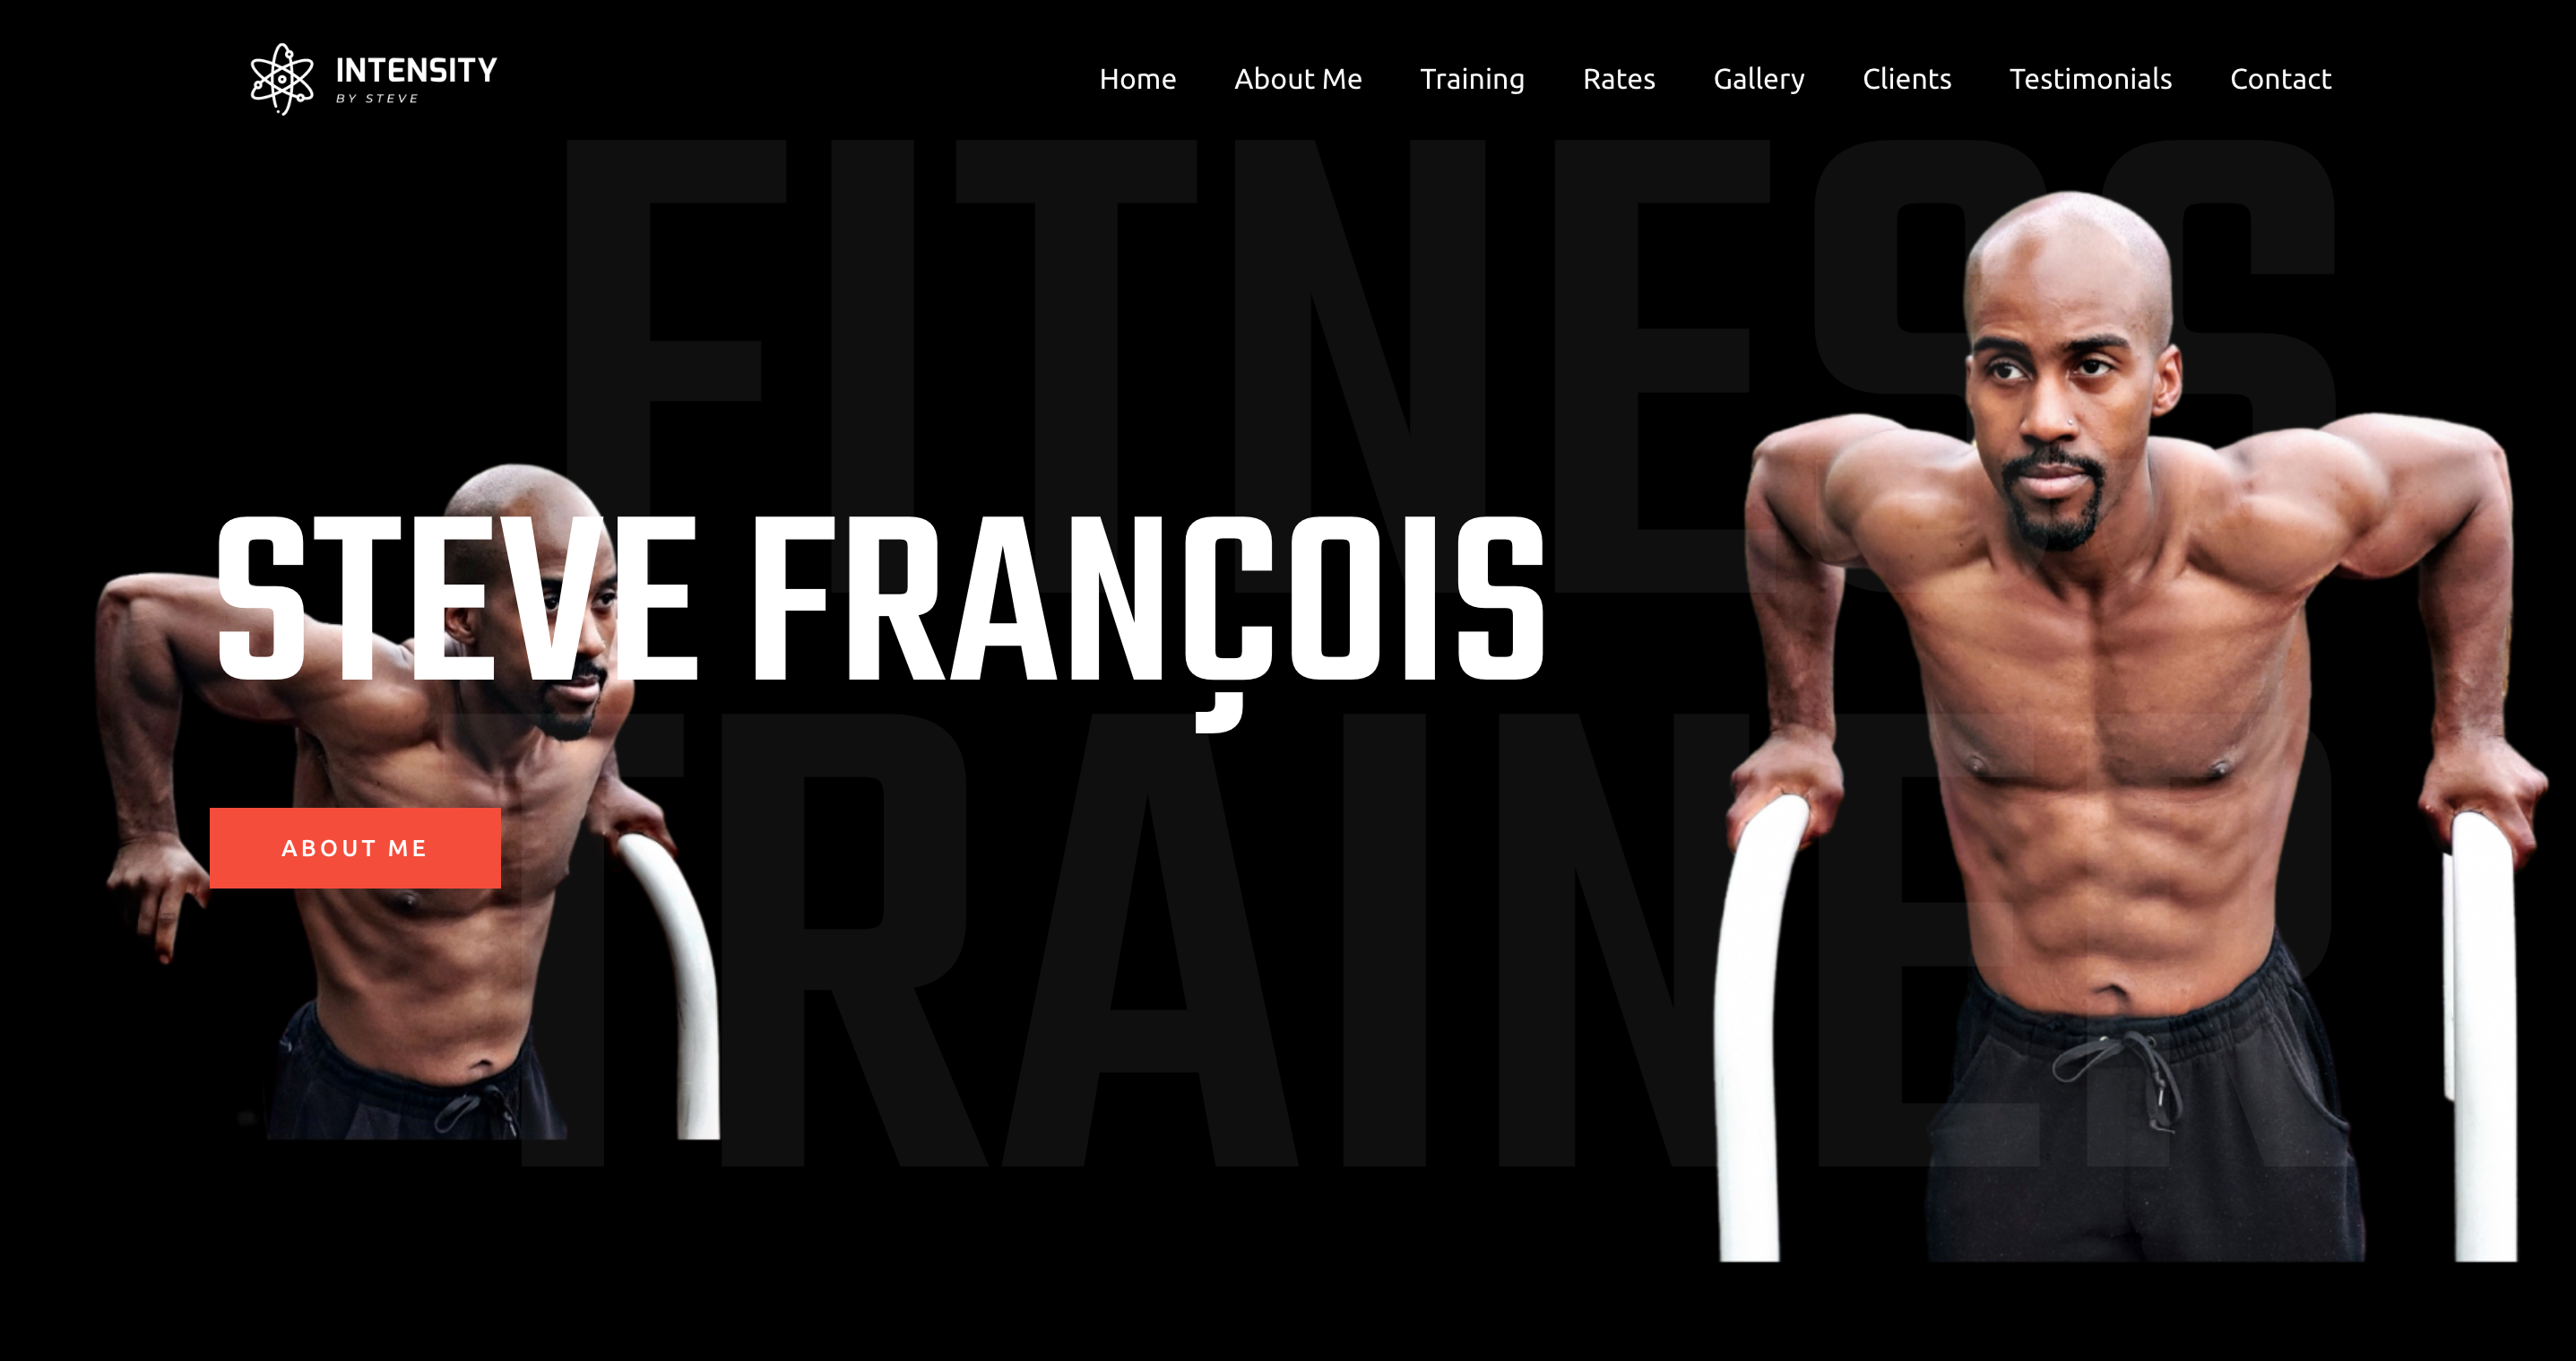 INTENSITY
BY STEVE
Home About Me Training Rates Gallery Clients Testimonials Contact
FITNESS
STEVE FRANÇOIS
TRAINER
ABOUT ME